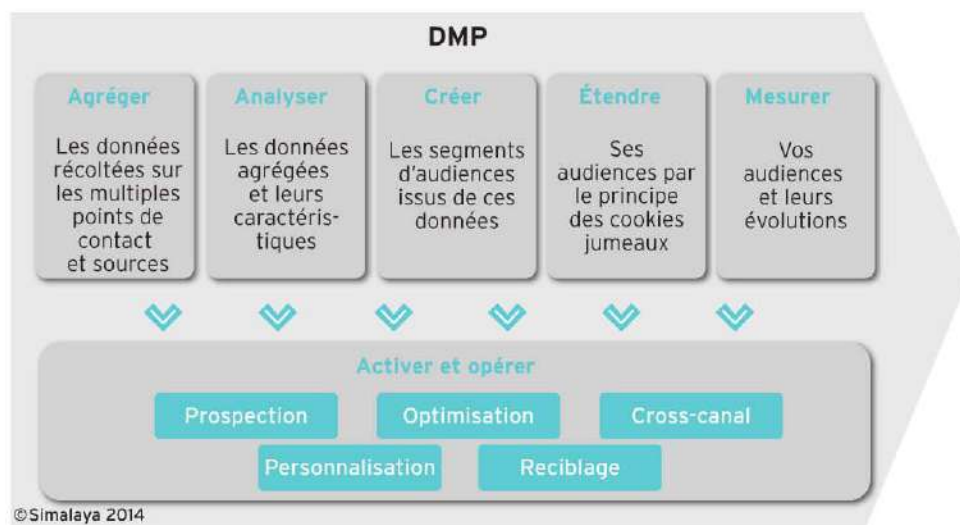 DMP
Agréger
Les données
récoltées sur
les multiples
points de
contact
et sources
Analyser
Les données
agrégées
et leurs
caractéris-
tiques
Créer
Les segments
d'audiences
issus de ces
données
Étendre
Ses
audiences par
le principe
des cookies
jumeaux
Mesurer
Vos
audiences
et leurs
évolutions
Activer et opérer
Prospection
Optimisation
Cross-canal
Personnalisation
Reciblage
©Simalaya 2014